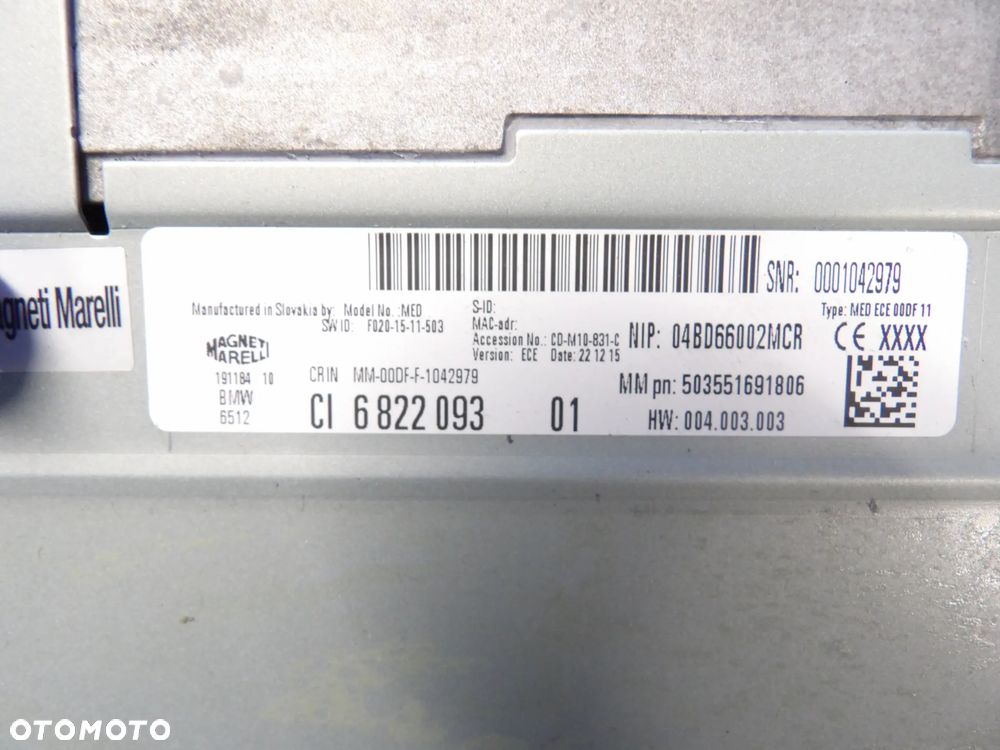 SNR: 0001042979
Manufactured in Slovakia by: Model No.:MED
SW ID: F020-15-11-503
S-ID:
MAC-adr:
Accession No.: CD-M10-831-C
Version: ECE Date: 22 12 15
NIP: 04BD66002MCR
Type: MED ECE 00DF 11
CE XXXX
MAGNETI
MARELLI
191184 10
BMW
6512
CRIN MM-00DF-F-1042979
CI 6 822 093 01
MM pn: 503551691806
HW: 004.003.003
Marelli
OTOMOTO